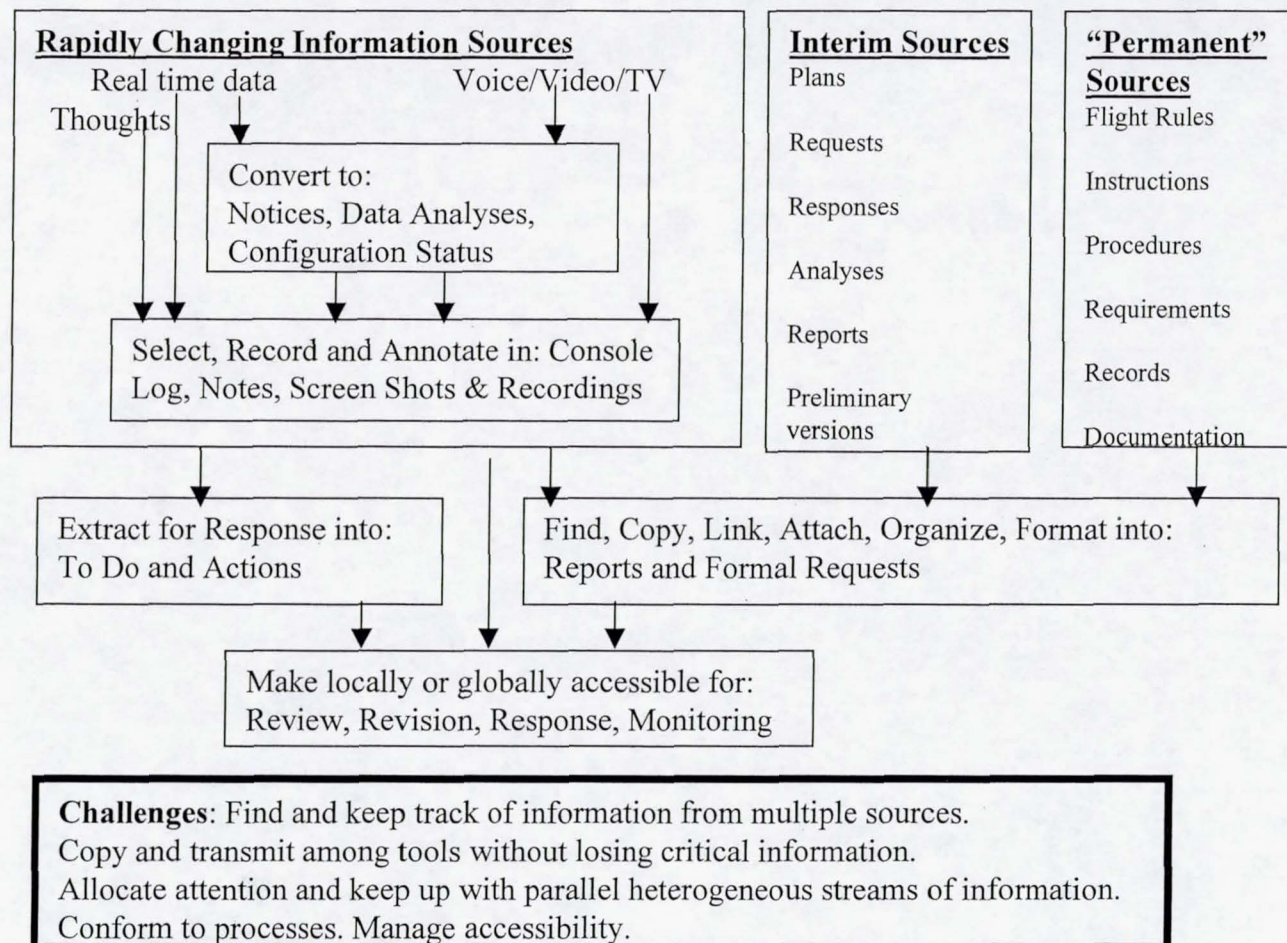 Rapidly Changing Information Sources
Real time data
Voice/Video/TV
Thoughts
Convert to:
Notices, Data Analyses,
Configuration Status
Select, Record and Annotate in: Console
Log, Notes, Screen Shots & Recordings
Interim Sources
Plans
Requests
Responses
Analyses
Reports
Preliminary
versions
“Permanent”
Sources
Flight Rules
Instructions
Procedures
Requirements
Records
Documentation
Extract for Response into:
To Do and Actions
Find, Copy, Link, Attach, Organize, Format into:
Reports and Formal Requests
Make locally or globally accessible for:
Review, Revision, Response, Monitoring
Challenges: Find and keep track of information from multiple sources.
Copy and transmit among tools without losing critical information.
Allocate attention and keep up with parallel heterogeneous streams of information.
Conform to processes. Manage accessibility.